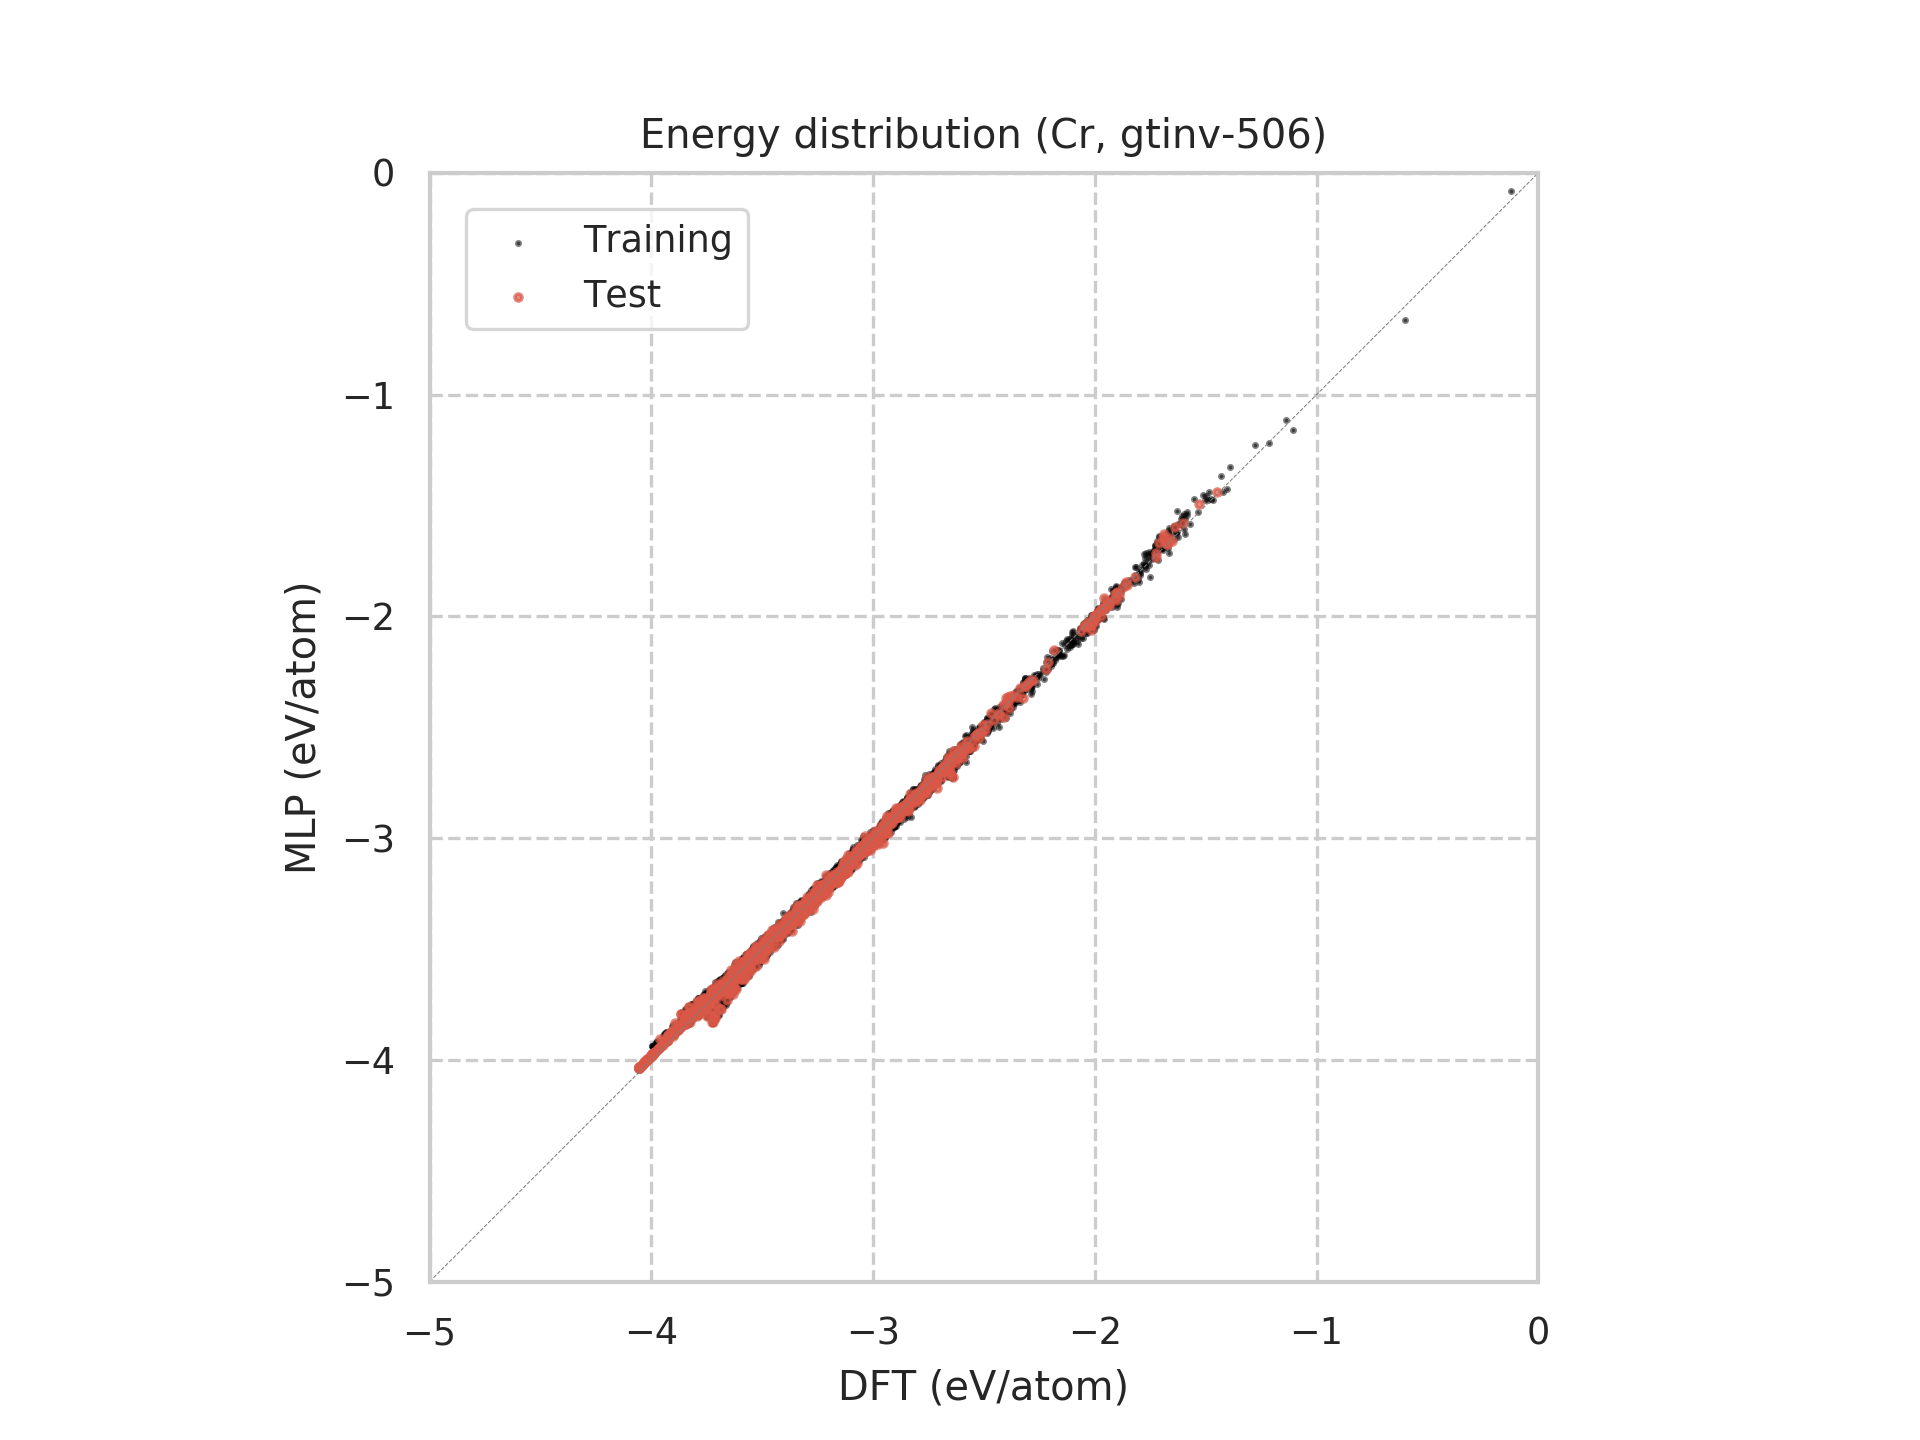 Energy distribution (Cr, gtinv-506)
0
Training
Test
−1
−2
MLP (eV/atom)
−3
−4
−5
−5 −4 −3 −2 −1 0
DFT (eV/atom)